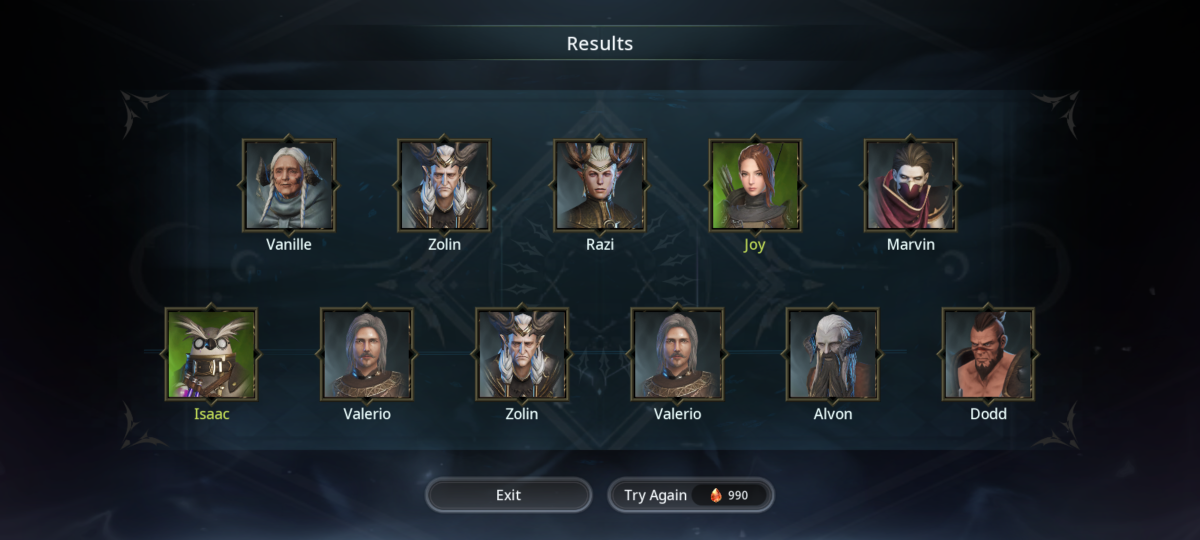 Results
Vanille
Zolin
Razi
Joy
Marvin
Isaac
Valerio
Zolin
Valerio
Alvon
Dodd
Exit
Try Again 990